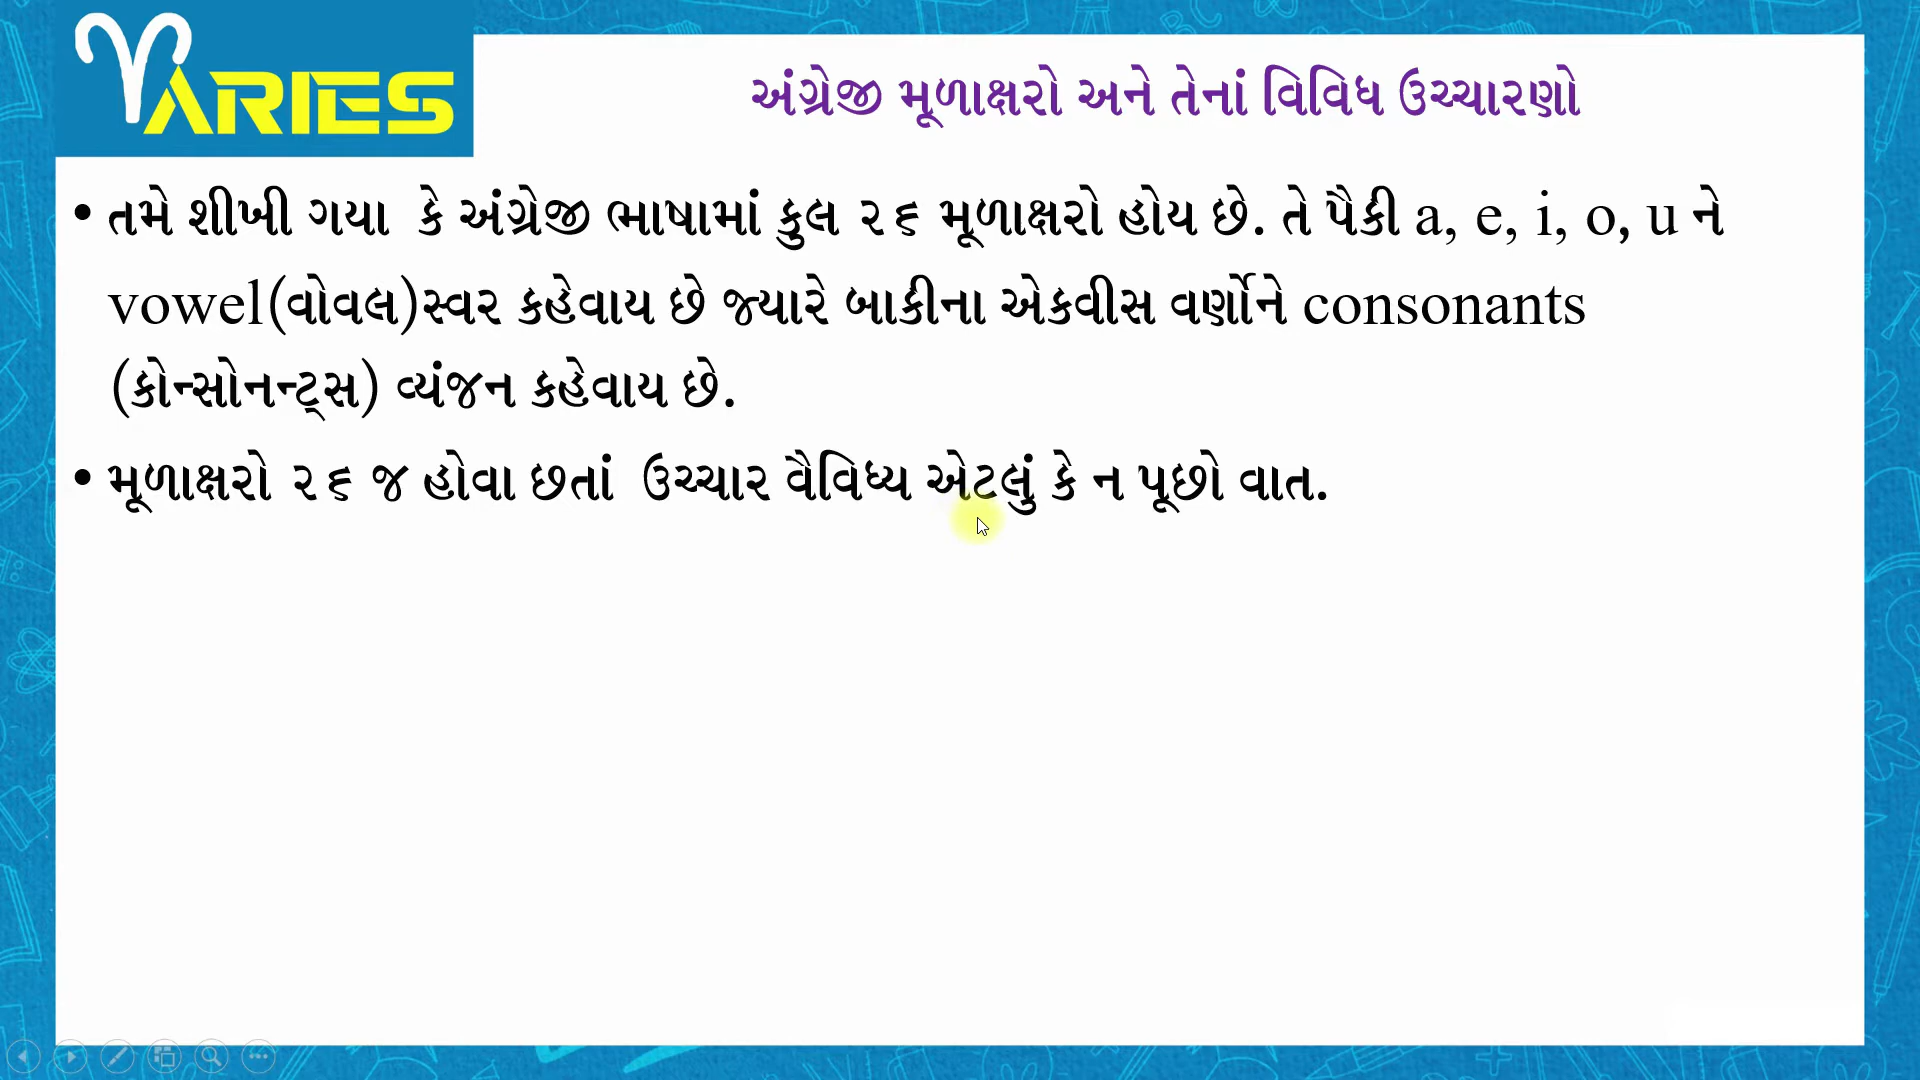 ARIES
અંગ્રેજી મૂળાક્ષરો અને તેનાં વિવિધ ઉચ્ચારણો
• તમે શીખી ગયા કે અંગ્રેજી ભાષામાં કુલ ૨૬ મૂળાક્ષરો હોય છે. તે પૈકી a, e, i, o, u ને
vowel(વોવલ)સ્વર કહેવાય છે જ્યારે બાકીના એકવીસ વર્ણોને consonants
(કોન્સોનન્ટ્સ) વ્યંજન કહેવાય છે.
• મૂળાક્ષરો ૨૬ જ હોવા છતાં ઉચ્ચાર વૈવિધ્ય એટલું કે ન પૂછો વાત.